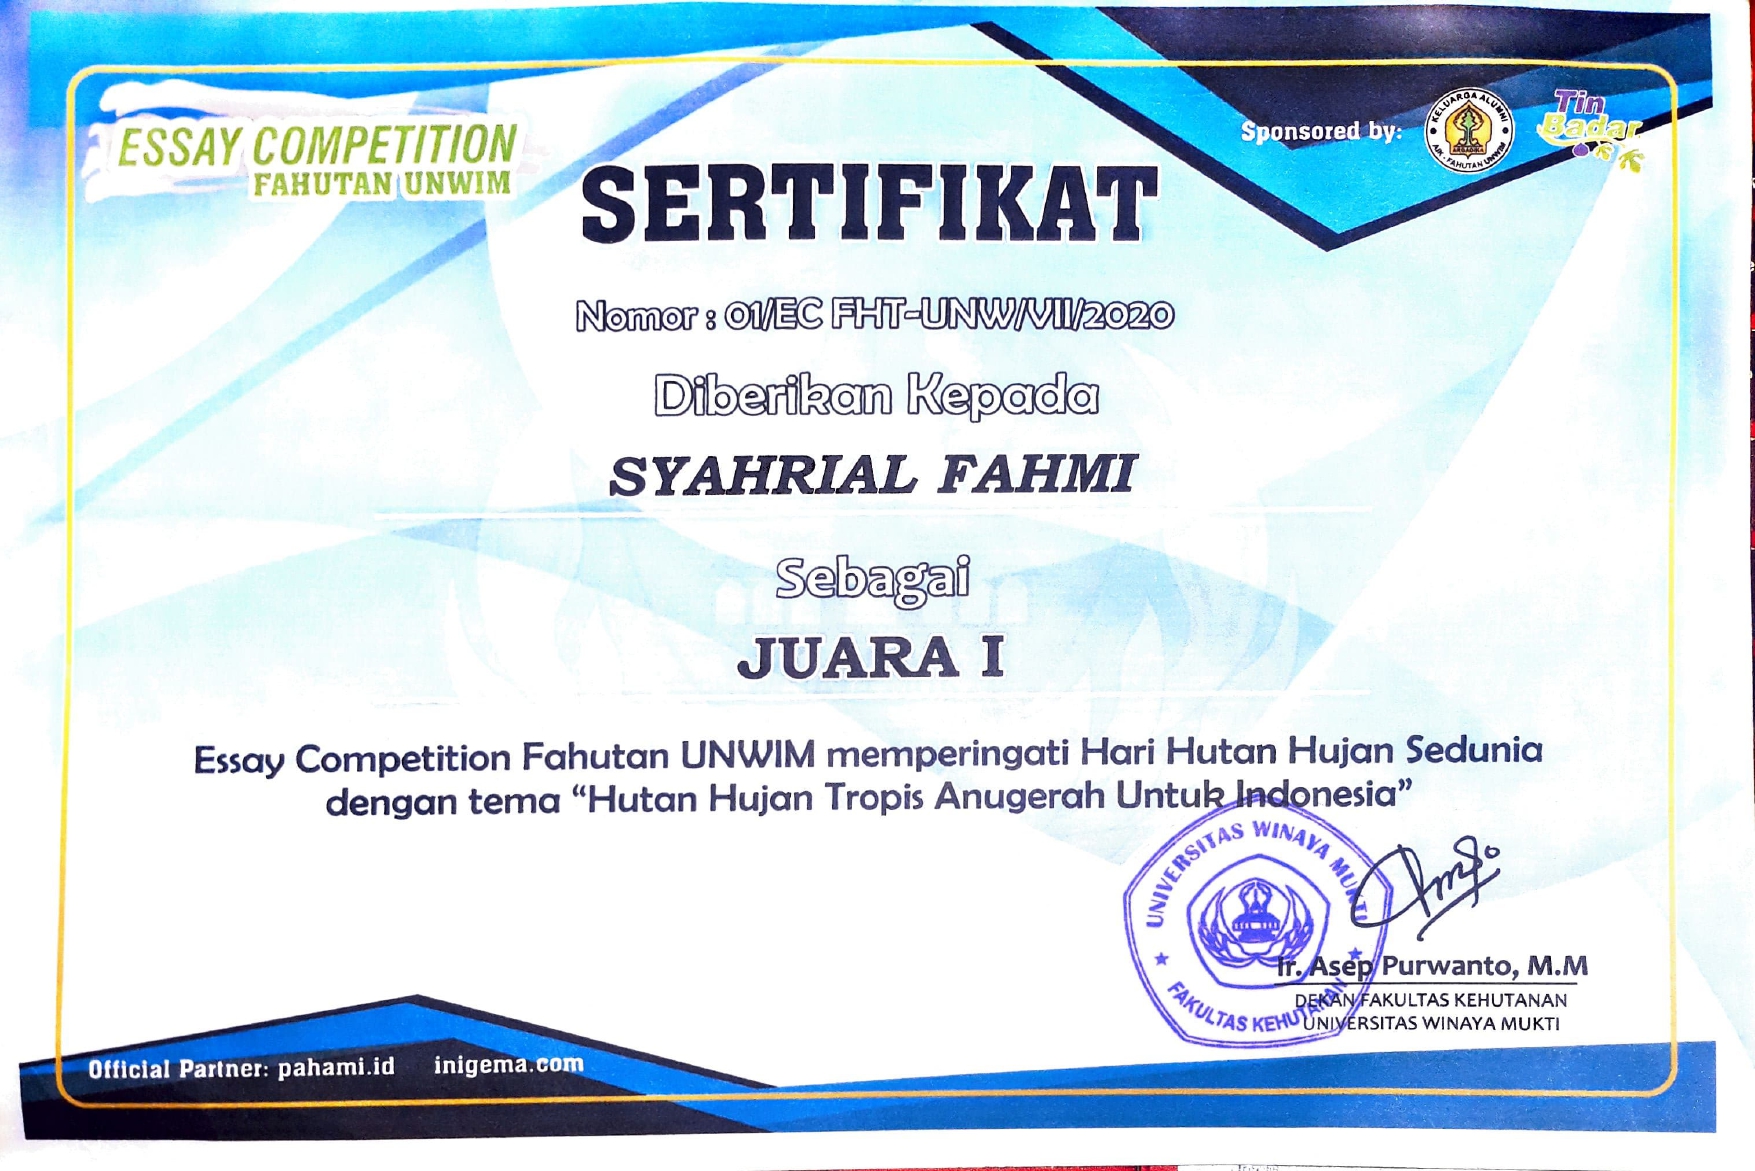 ESSAY COMPETITION
FAHUTAN UNWIM
Sponsored by:
KELUARGA ALUMNI
AIK - FAHUTAN UNWIM
Tin
Badar
SERTIFIKAT
Nomor : 01/EC FHT-UNW/VII/2020
Diberikan Kepada
SYAHRIAL FAHMI
Sebagai
JUARA I
Essay Competition Fahutan UNWIM memperingati Hari Hutan Hujan Sedunia
dengan tema “Hutan Hujan Tropis Anugerah Untuk Indonesia”
UNIVERSITAS WINAYA MUKTI
FAKULTAS KEHUTANAN
Ir. Asep Purwanto, M.M
DEKAN FAKULTAS KEHUTANAN
UNIVERSITAS WINAYA MUKTI
Official Partner: pahami.id inigema.com